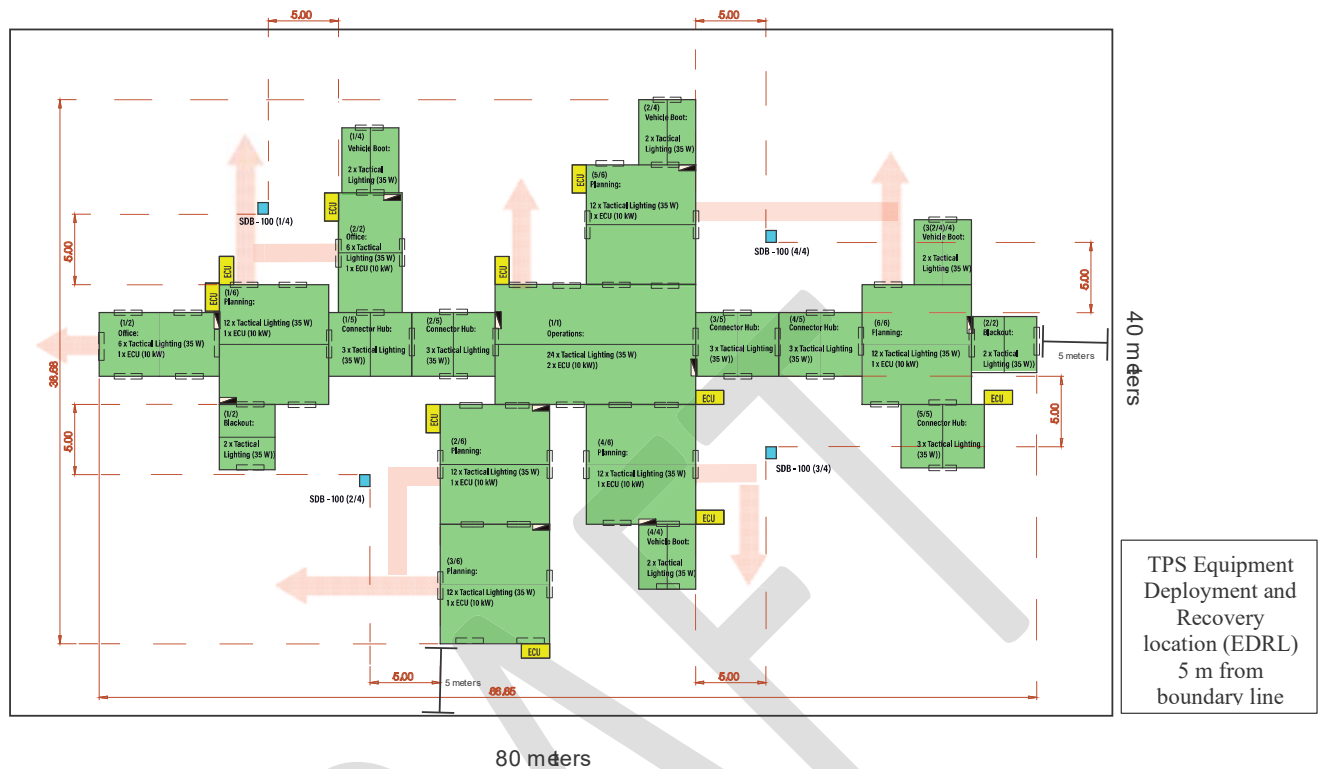 5.00
5.00
(2/4)
Vehicle Boot:
2 x Tactical
Lighting (35 W)
(1/4)
Vehicle Boot:
2 x Tactical
Lighting (35 W)
ECU
(5/6)
Planning:
12 x Tactical Lighting (35 W)
1 x ECU (10 kW)
ECU
SDB - 100 (1/4)
(2/2)
Office:
6 x Tactical
Lighting (35 W)
1 x ECU (10 kW)
SDB - 100 (4/4)
(3(2/4)/4)
Vehicle Boot:
2 x Tactical
Lighting (35 W)
5.00
5.00
ECU
ECU
ECU
(1/6)
Planning:
12 x Tactical Lighting (35 W)
1 x ECU (10 kW)
(1/2)
Office:
6 x Tactical Lighting (35 W)
1 x ECU (10 kW)
(1/5)
Connector Hub:
3 x Tactical Lighting
(35 W))
(2/5)
Connector Hub:
3 x Tactical Lighting
(35 W))
(1/1)
Operations:
24 x Tactical Lighting (35 W)
2 x ECU (10 kW))
(3/5)
Connector Hub:
3 x Tactical Lighting
(35 W))
(4/5)
Connector Hub:
3 x Tactical Lighting
(35 W))
(6/6)
Planning:
12 x Tactical Lighting (35 W)
1 x ECU (10 kW)
(2/2)
Blackout:
2 x Tactical
Lighting (35 W))
5 meters
40 meters
38.68
ECU
ECU
5.00
5.00
(1/2)
Blackout:
2 x Tactical
Lighting (35 W))
ECU
(2/6)
Planning:
12 x Tactical Lighting (35 W)
1 x ECU (10 kW)
(4/6)
Planning:
12 x Tactical Lighting (35 W)
1 x ECU (10 kW)
(5/5)
Connector Hub:
3 x Tactical Lighting
(35 W))
SDB - 100 (2/4)
SDB - 100 (3/4)
ECU
(3/6)
Planning:
12 x Tactical Lighting (35 W)
1 x ECU (10 kW)
(4/4)
Vehicle Boot:
2 x Tactical
Lighting (35 W)
ECU
5.00
5 meters
5.00
66.65
TPS Equipment
Deployment and
Recovery
location (EDRL)
5 m from
boundary line
80 meters